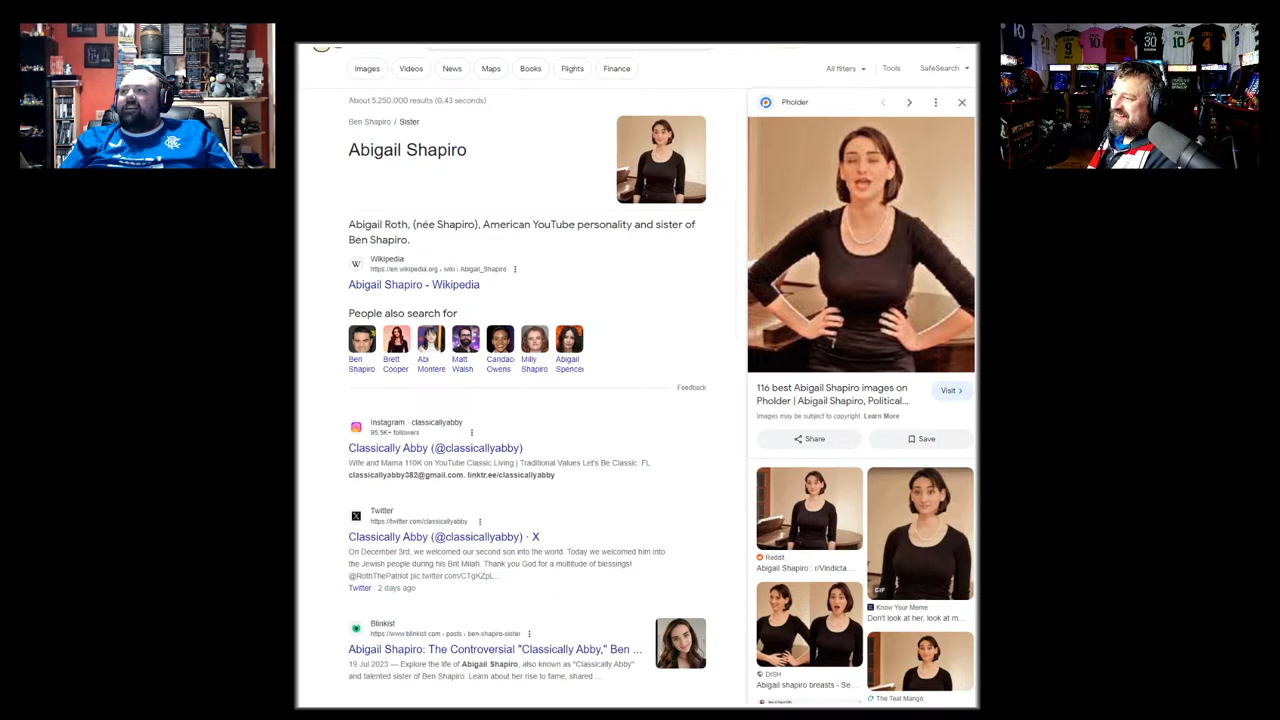 Images
Videos
News
Maps
Books
Flights
Finance
All filters
Tools
SafeSearch
About 5.250.000 results (0,43 seconds)
Ben Shapiro / Sister
Abigail Shapiro
Abigail Roth, (née Shapiro), American YouTube personality and sister of
Ben Shapiro.
W
Wikipedia
https://en.wikipedia.org › wiki › Abigail_Shapiro
Abigail Shapiro - Wikipedia
People also search for
Ben
Shapiro
Brett
Cooper
Abi
Montere
Matt
Walsh
Candac
Owens
Milly
Shapiro
Abigail
Spencer
Feedback
Instagram · classicallyabby
95,5K+ followers
Classically Abby (@classicallyabby)
Wife and Mama 110K on YouTube Classic Living | Traditional Values Let's Be Classic. FL
classicallyabby382@gmail.com. linktr.ee/classicallyabby
Twitter
https://twitter.com/classicallyabby
Classically Abby (@classicallyabby) · X
On December 3rd, we welcomed our second son into the world. Today we welcomed him into
the Jewish people during his Brit Milah. Thank you God for a multitude of blessings!
@RothThePatriot pic.twitter.com/CTgKZpL...
Twitter · 2 days ago
Blinkist
https://www.blinkist.com › posts › ben-shapiro-sister
Abigail Shapiro: The Controversial "Classically Abby," Ben ...
19 Jul 2023 — Explore the life of Abigail Shapiro, also known as "Classically Abby"
and talented sister of Ben Shapiro. Learn about her rise to fame, shared ...
Pholder
116 best Abigail Shapiro images on
Pholder | Abigail Shapiro, Political...
Visit
Images may be subject to copyright. Learn More
Share
Save
Reddit
Abigail Shapiro : r/Vindicta...
GIF
Know Your Meme
Don't look at her, look at m...
DISH
Abigail shapiro breasts - Se...
The Teal Mango
9
10
30
PELÉ
10
4